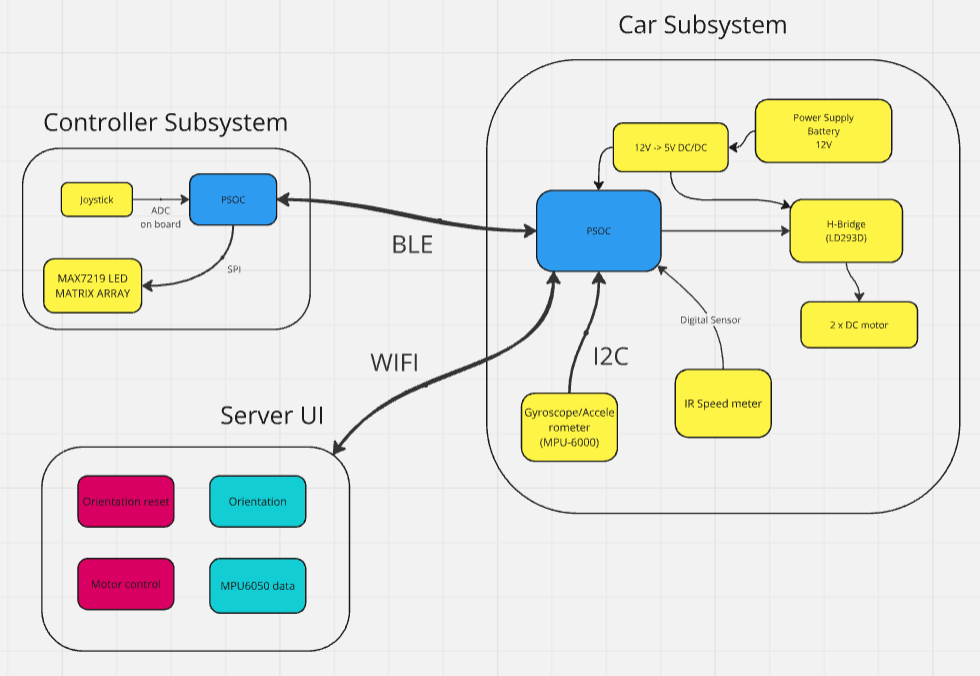 Car Subsystem
Controller Subsystem
Power Supply
Battery
12V
12V -> 5V DC/DC
Joystick
ADC
on board
PSOC
PSOC
H-Bridge
(LD293D)
BLE
SPI
MAX7219 LED
MATRIX ARRAY
Digital Sensor
2 x DC motor
WIFI
I2C
Gyroscope/Accele
rometer
(MPU-6000)
IR Speed meter
Server UI
Orientation reset
Orientation
Motor control
MPU6050 data